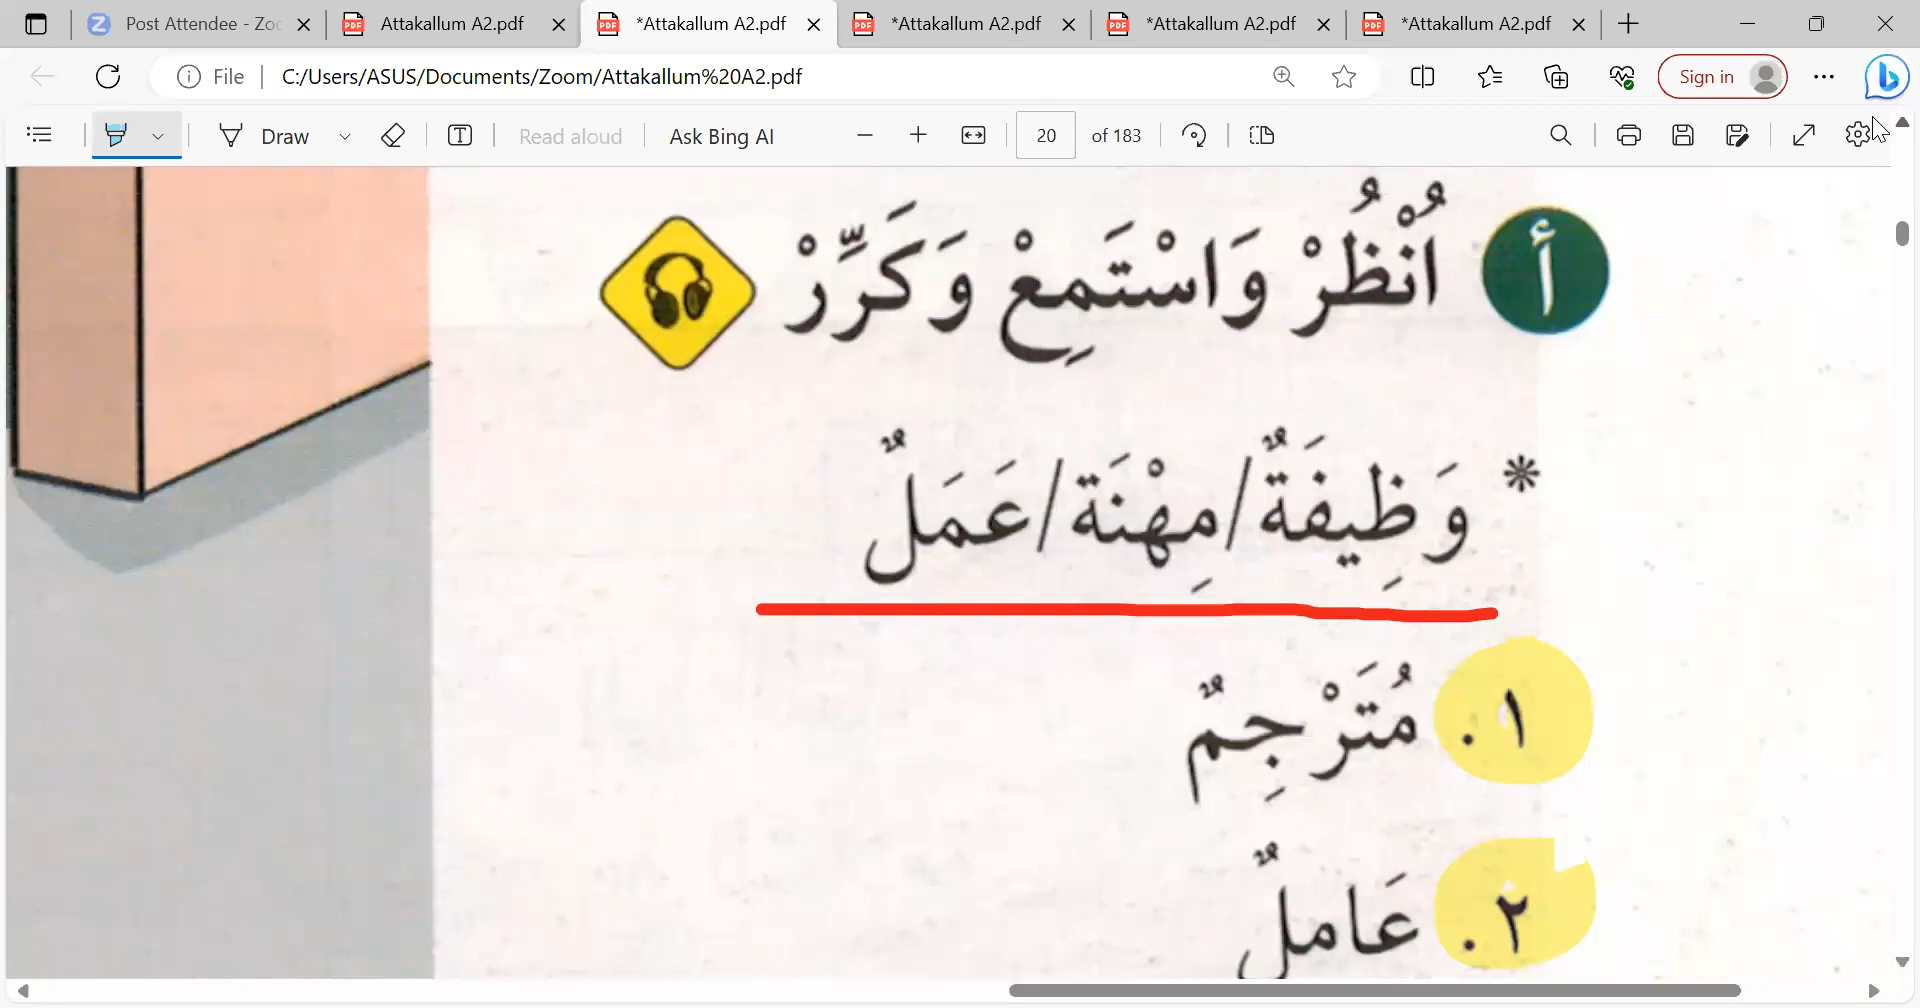 Post Attendee - Zoo
Attakallum A2.pdf
*Attakallum A2.pdf
*Attakallum A2.pdf
*Attakallum A2.pdf
*Attakallum A2.pdf
File
C:/Users/ASUS/Documents/Zoom/Attakallum%20A2.pdf
Sign in
Draw
Read aloud
Ask Bing AI
20 of 183
أ اُنْظُرْ وَاسْتَمِعْ وَكَرِّرْ
* وَظِيفَةٌ/مِهْنَة/عَمَلٌ
١. مُتَرْجِمٌ
٢. عَامِلٌ